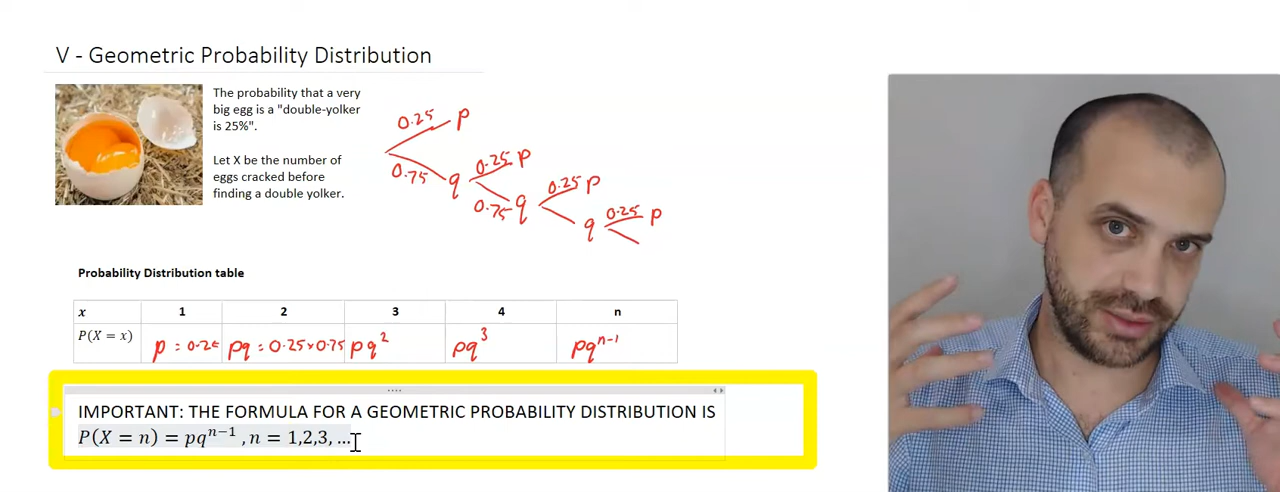 V - Geometric Probability Distribution
The probability that a very
big egg is a "double-yolker
is 25%".
Let X be the number of
eggs cracked before
finding a double yolker.
0.25 p
0.75 q 0.25 p
0.75 q 0.25 p
q 0.25 p
Probability Distribution table
x 1 2 3 4 n
P(X = x) p = 0.25 pq = 0.25×0.75 pq² pq³ pqⁿ⁻¹
IMPORTANT: THE FORMULA FOR A GEOMETRIC PROBABILITY DISTRIBUTION IS
P(X = n) = pqⁿ⁻¹ , n = 1,2,3, ...